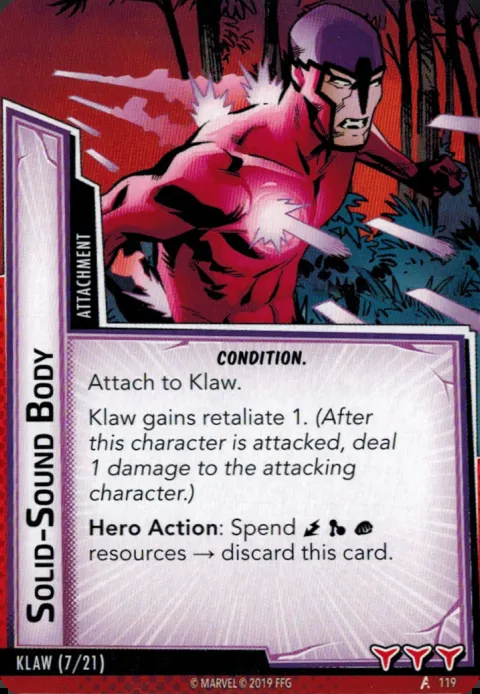 ATTACHMENT
SOLID-SOUND BODY
CONDITION.
Attach to Klaw.
Klaw gains retaliate 1. (After
this character is attacked, deal
1 damage to the attacking
character.)
Hero Action: Spend
resources → discard this card.
KLAW (7/21)
© MARVEL © 2019 FFG
119